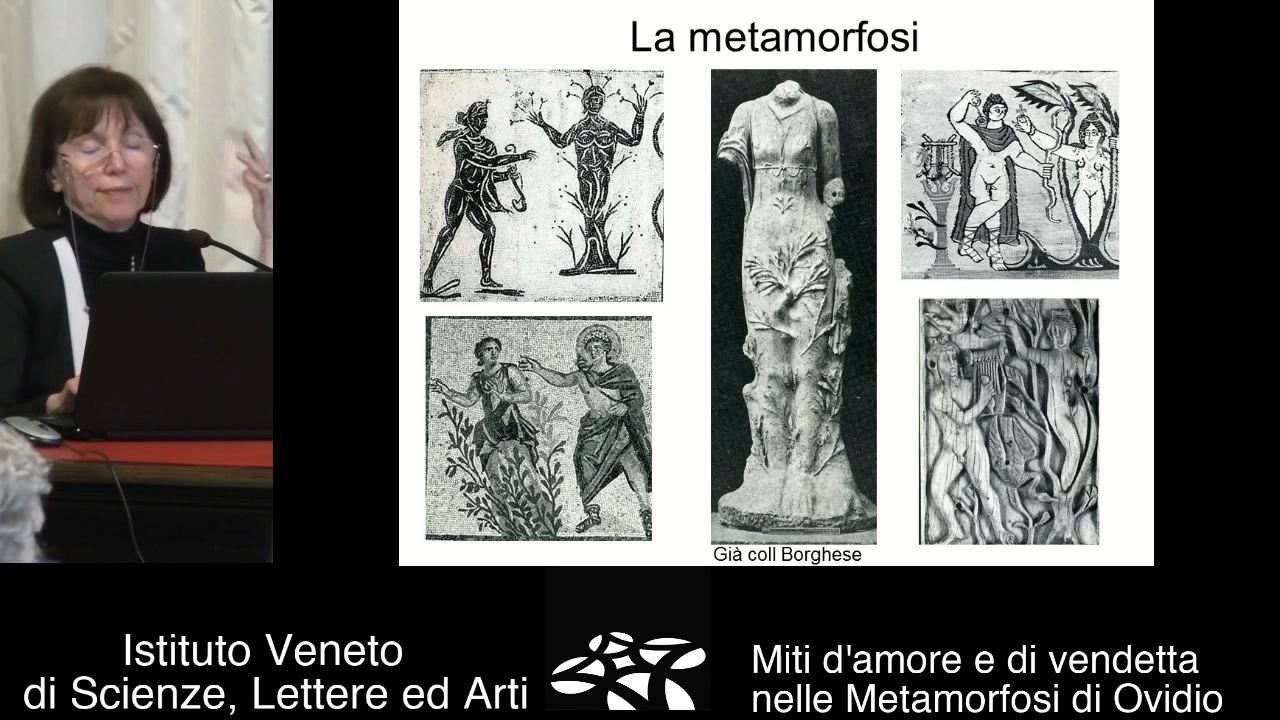 La metamorfosi
Già coll Borghese
Istituto Veneto
di Scienze, Lettere ed Arti
Miti d'amore e di vendetta
nelle Metamorfosi di Ovidio